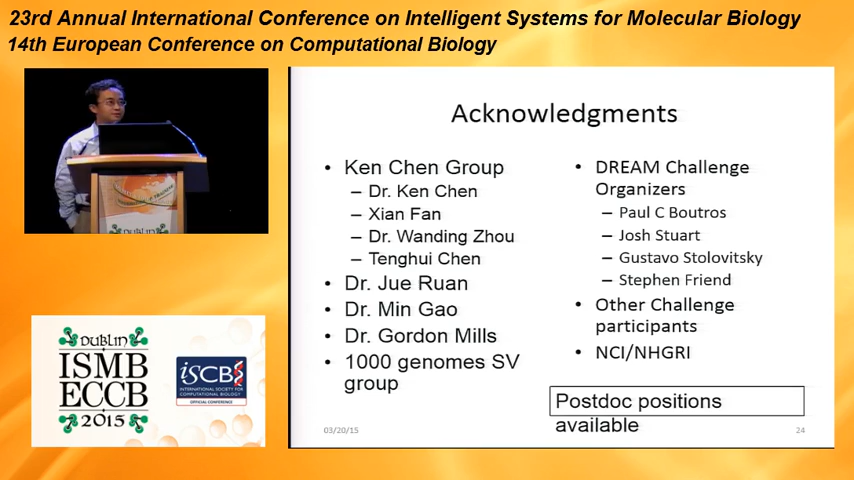 23rd Annual International Conference on Intelligent Systems for Molecular Biology
14th European Conference on Computational Biology
DUBLIN
ISMB
ECCB
2015
iSCB
INTERNATIONAL SOCIETY FOR
COMPUTATIONAL BIOLOGY
OFFICIAL CONFERENCE
Acknowledgments
• Ken Chen Group
– Dr. Ken Chen
– Xian Fan
– Dr. Wanding Zhou
– Tenghui Chen
• Dr. Jue Ruan
• Dr. Min Gao
• Dr. Gordon Mills
• 1000 genomes SV
group
• DREAM Challenge
Organizers
– Paul C Boutros
– Josh Stuart
– Gustavo Stolovitsky
– Stephen Friend
• Other Challenge
participants
• NCI/NHGRI
Postdoc positions
available
03/20/15
24